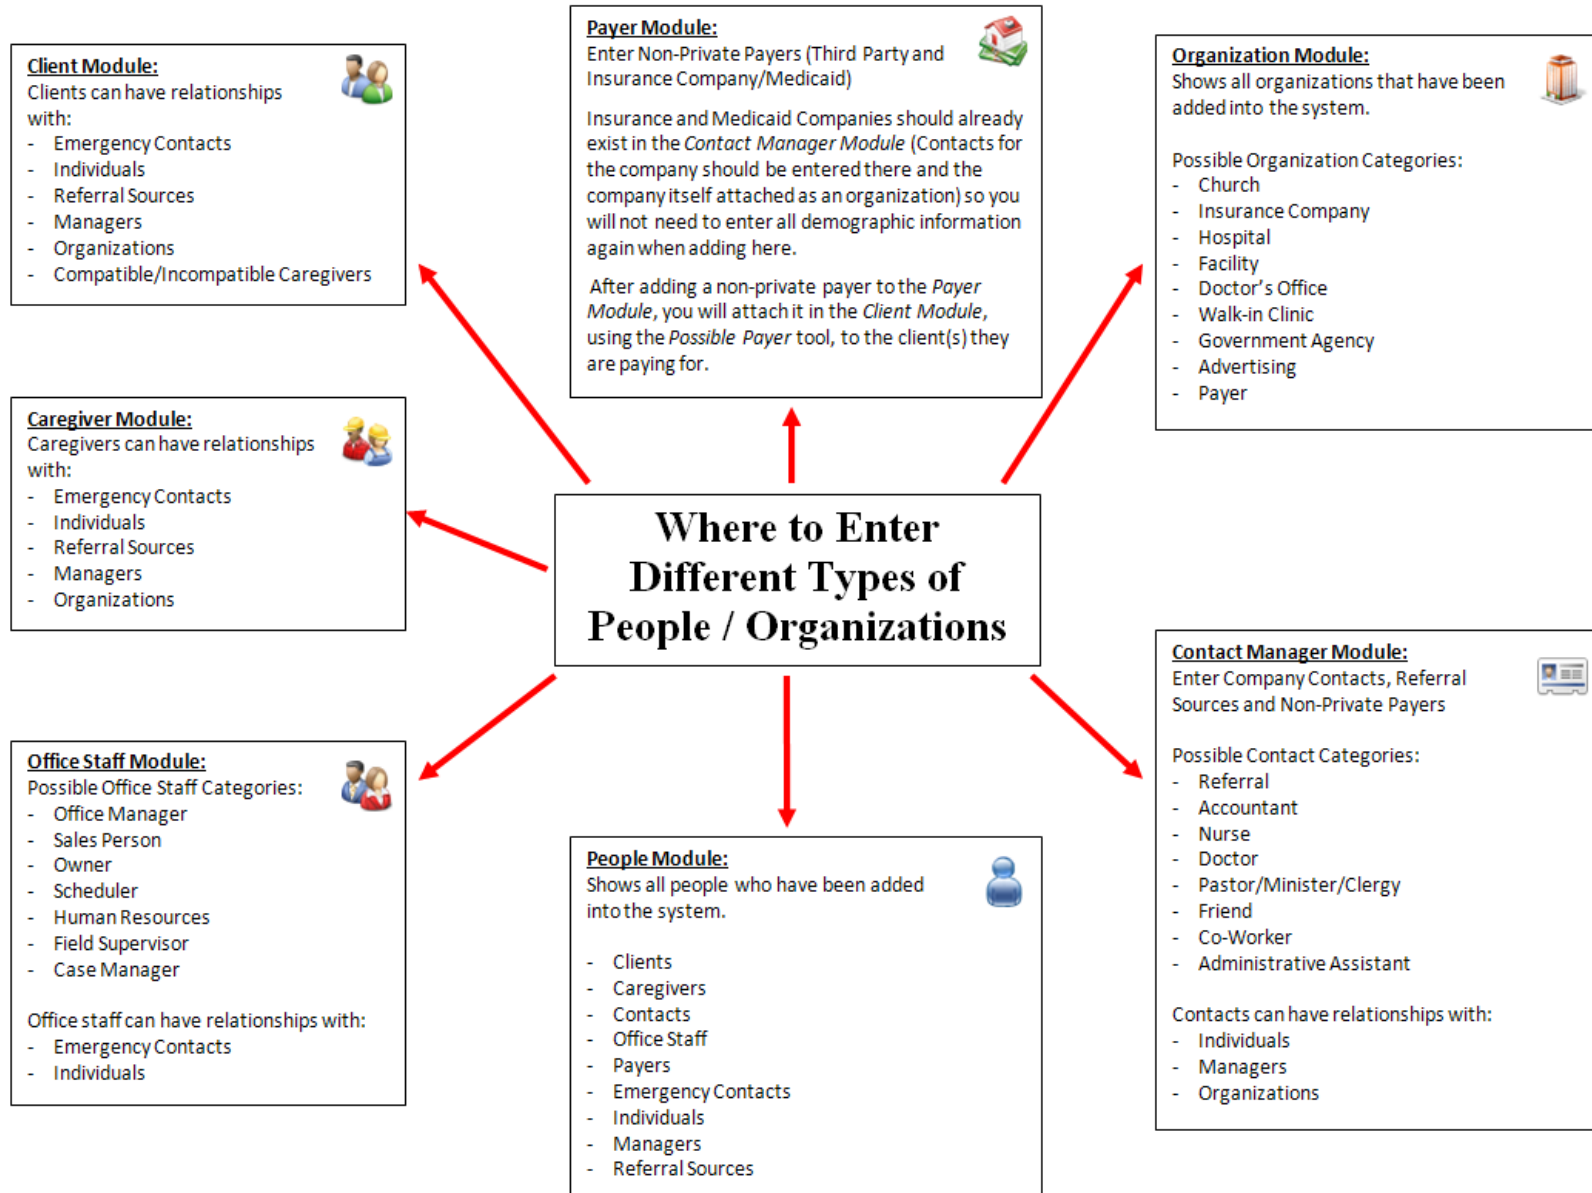 Client Module:
Clients can have relationships
with:
- Emergency Contacts
- Individuals
- Referral Sources
- Managers
- Organizations
- Compatible/Incompatible Caregivers
Payer Module:
Enter Non-Private Payers (Third Party and
Insurance Company/Medicaid)
Insurance and Medicaid Companies should already
exist in the Contact Manager Module (Contacts for
the company should be entered there and the
company itself attached as an organization) so you
will not need to enter all demographic information
again when adding here.
After adding a non-private payer to the Payer
Module, you will attach it in the Client Module,
using the Possible Payer tool, to the client(s) they
are paying for.
Organization Module:
Shows all organizations that have been
added into the system.
Possible Organization Categories:
- Church
- Insurance Company
- Hospital
- Facility
- Doctor's Office
- Walk-in Clinic
- Government Agency
- Advertising
- Payer
Caregiver Module:
Caregivers can have relationships
with:
- Emergency Contacts
- Individuals
- Referral Sources
- Managers
- Organizations
Where to Enter
Different Types of
People / Organizations
Office Staff Module:
Possible Office Staff Categories:
- Office Manager
- Sales Person
- Owner
- Scheduler
- Human Resources
- Field Supervisor
- Case Manager
Office staff can have relationships with:
- Emergency Contacts
- Individuals
People Module:
Shows all people who have been added
into the system.
- Clients
- Caregivers
- Contacts
- Office Staff
- Payers
- Emergency Contacts
- Individuals
- Managers
- Referral Sources
Contact Manager Module:
Enter Company Contacts, Referral
Sources and Non-Private Payers
Possible Contact Categories:
- Referral
- Accountant
- Nurse
- Doctor
- Pastor/Minister/Clergy
- Friend
- Co-Worker
- Administrative Assistant
Contacts can have relationships with:
- Individuals
- Managers
- Organizations